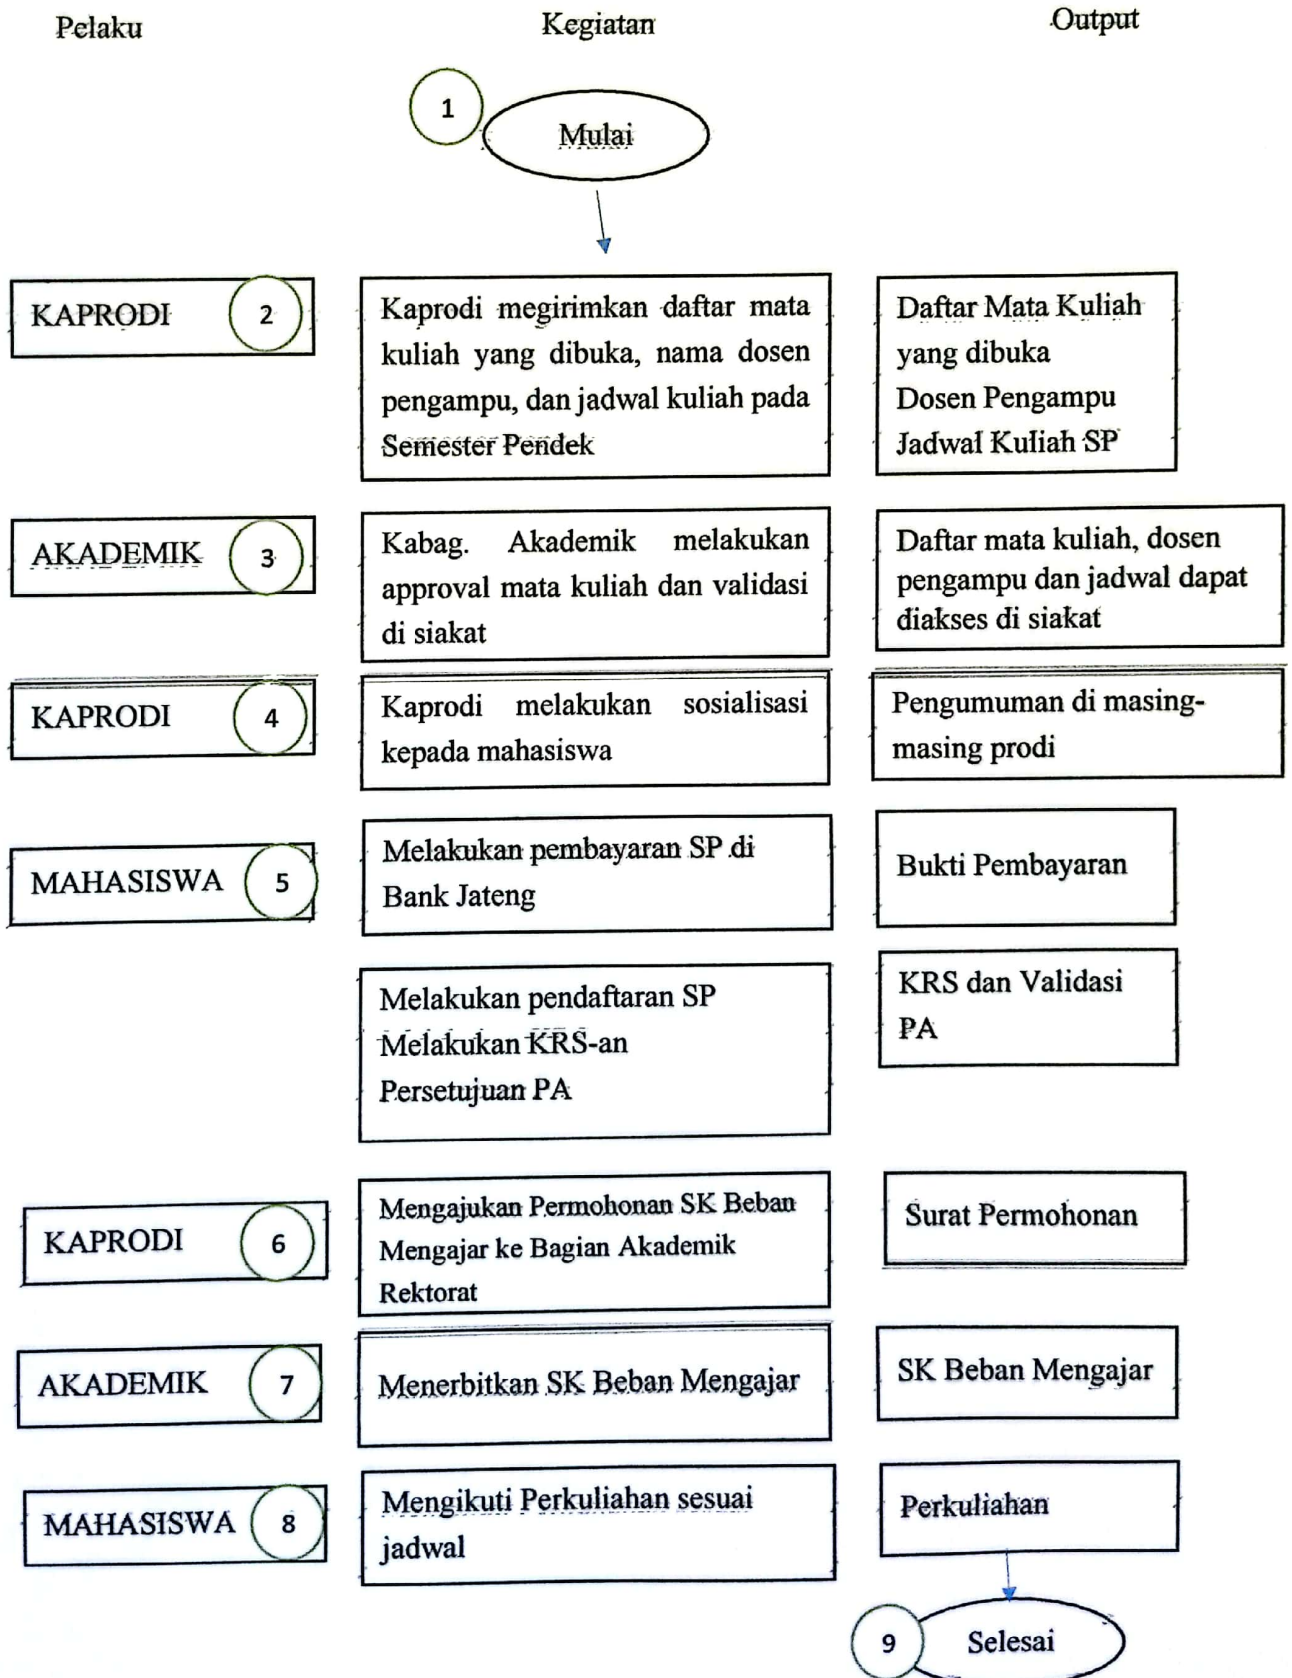 Pelaku
Kegiatan
Output
1
Mulai
KAPRODI
2
Kaprodi megirimkan daftar mata
kuliah yang dibuka, nama dosen
pengampu, dan jadwal kuliah pada
Semester Pendek
Daftar Mata Kuliah
yang dibuka
Dosen Pengampu
Jadwal Kuliah SP
AKADEMIK
3
Kabag. Akademik melakukan
approval mata kuliah dan validasi
di siakat
Daftar mata kuliah, dosen
pengampu dan jadwal dapat
diakses di siakat
KAPRODI
4
Kaprodi melakukan sosialisasi
kepada mahasiswa
Pengumuman di masing-
masing prodi
MAHASISWA
5
Melakukan pembayaran SP di
Bank Jateng
Bukti Pembayaran
Melakukan pendaftaran SP
Melakukan KRS-an
Persetujuan PA
KRS dan Validasi
PA
KAPRODI
6
Mengajukan Permohonan SK Beban
Mengajar ke Bagian Akademik
Rektorat
Surat Permohonan
AKADEMIK
7
Menerbitkan SK Beban Mengajar
SK Beban Mengajar
MAHASISWA
8
Mengikuti Perkuliahan sesuai
jadwal
Perkuliahan
9
Selesai